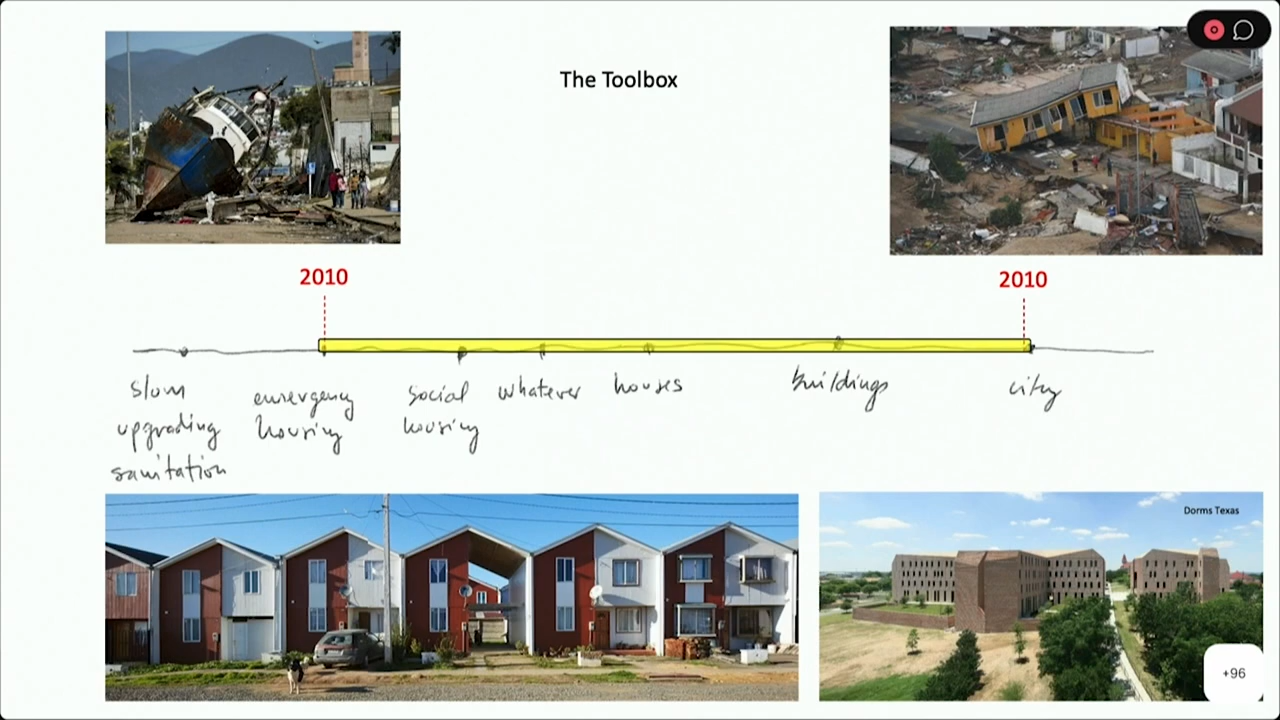 The Toolbox
2010
2010
slum
upgrading
sanitation
emergency
housing
social
housing
whatever
houses
buildings
city
Dorms Texas
+96